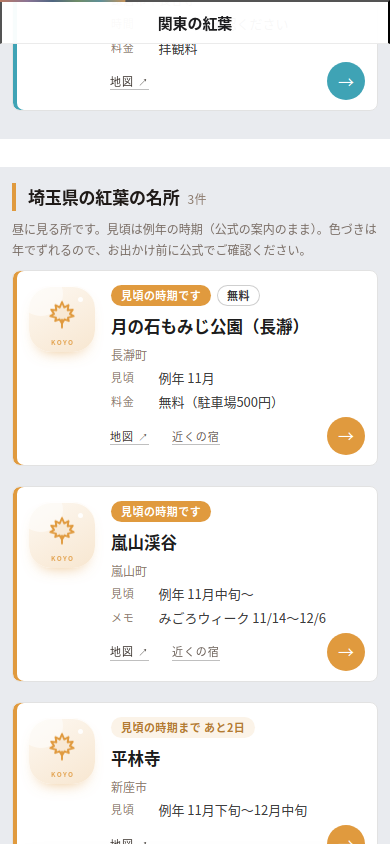 関東の紅葉
料金 拝観料
地図 ↗
→
埼玉県の紅葉の名所 3件
昼に見る所です。見頃は例年の時期（公式の案内のまま）。色づきは
年でずれるので、お出かけ前に公式でご確認ください。
KOYO
見頃の時期です 無料
月の石もみじ公園（長瀞）
長瀞町
見頃 例年 11月
料金 無料（駐車場500円）
地図 ↗ 近くの宿
→
KOYO
見頃の時期です
嵐山渓谷
嵐山町
見頃 例年 11月中旬〜
メモ みごろウィーク 11/14〜12/6
地図 ↗ 近くの宿
→
KOYO
見頃の時期まで あと2日
平林寺
新座市
見頃 例年 11月下旬〜12月中旬
地図 ↗
→